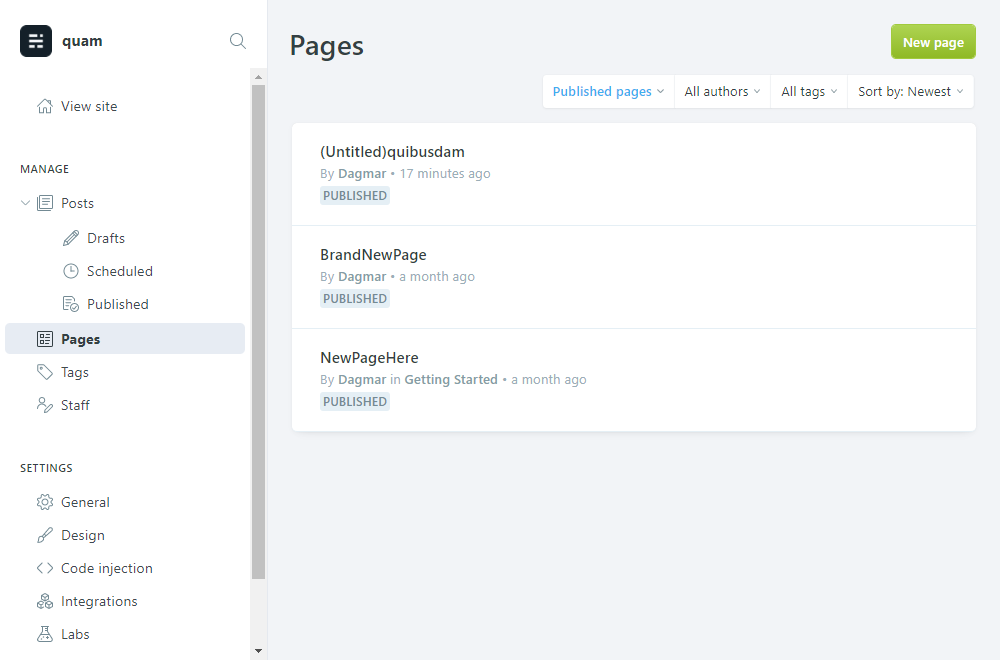 quam
View site
MANAGE
Posts
Drafts
Scheduled
Published
Pages
Tags
Staff
SETTINGS
General
Design
Code injection
Integrations
Labs
Pages
New page
Published pages All authors All tags Sort by: Newest
(Untitled)quibusdam
By Dagmar • 17 minutes ago
PUBLISHED
BrandNewPage
By Dagmar • a month ago
PUBLISHED
NewPageHere
By Dagmar in Getting Started • a month ago
PUBLISHED